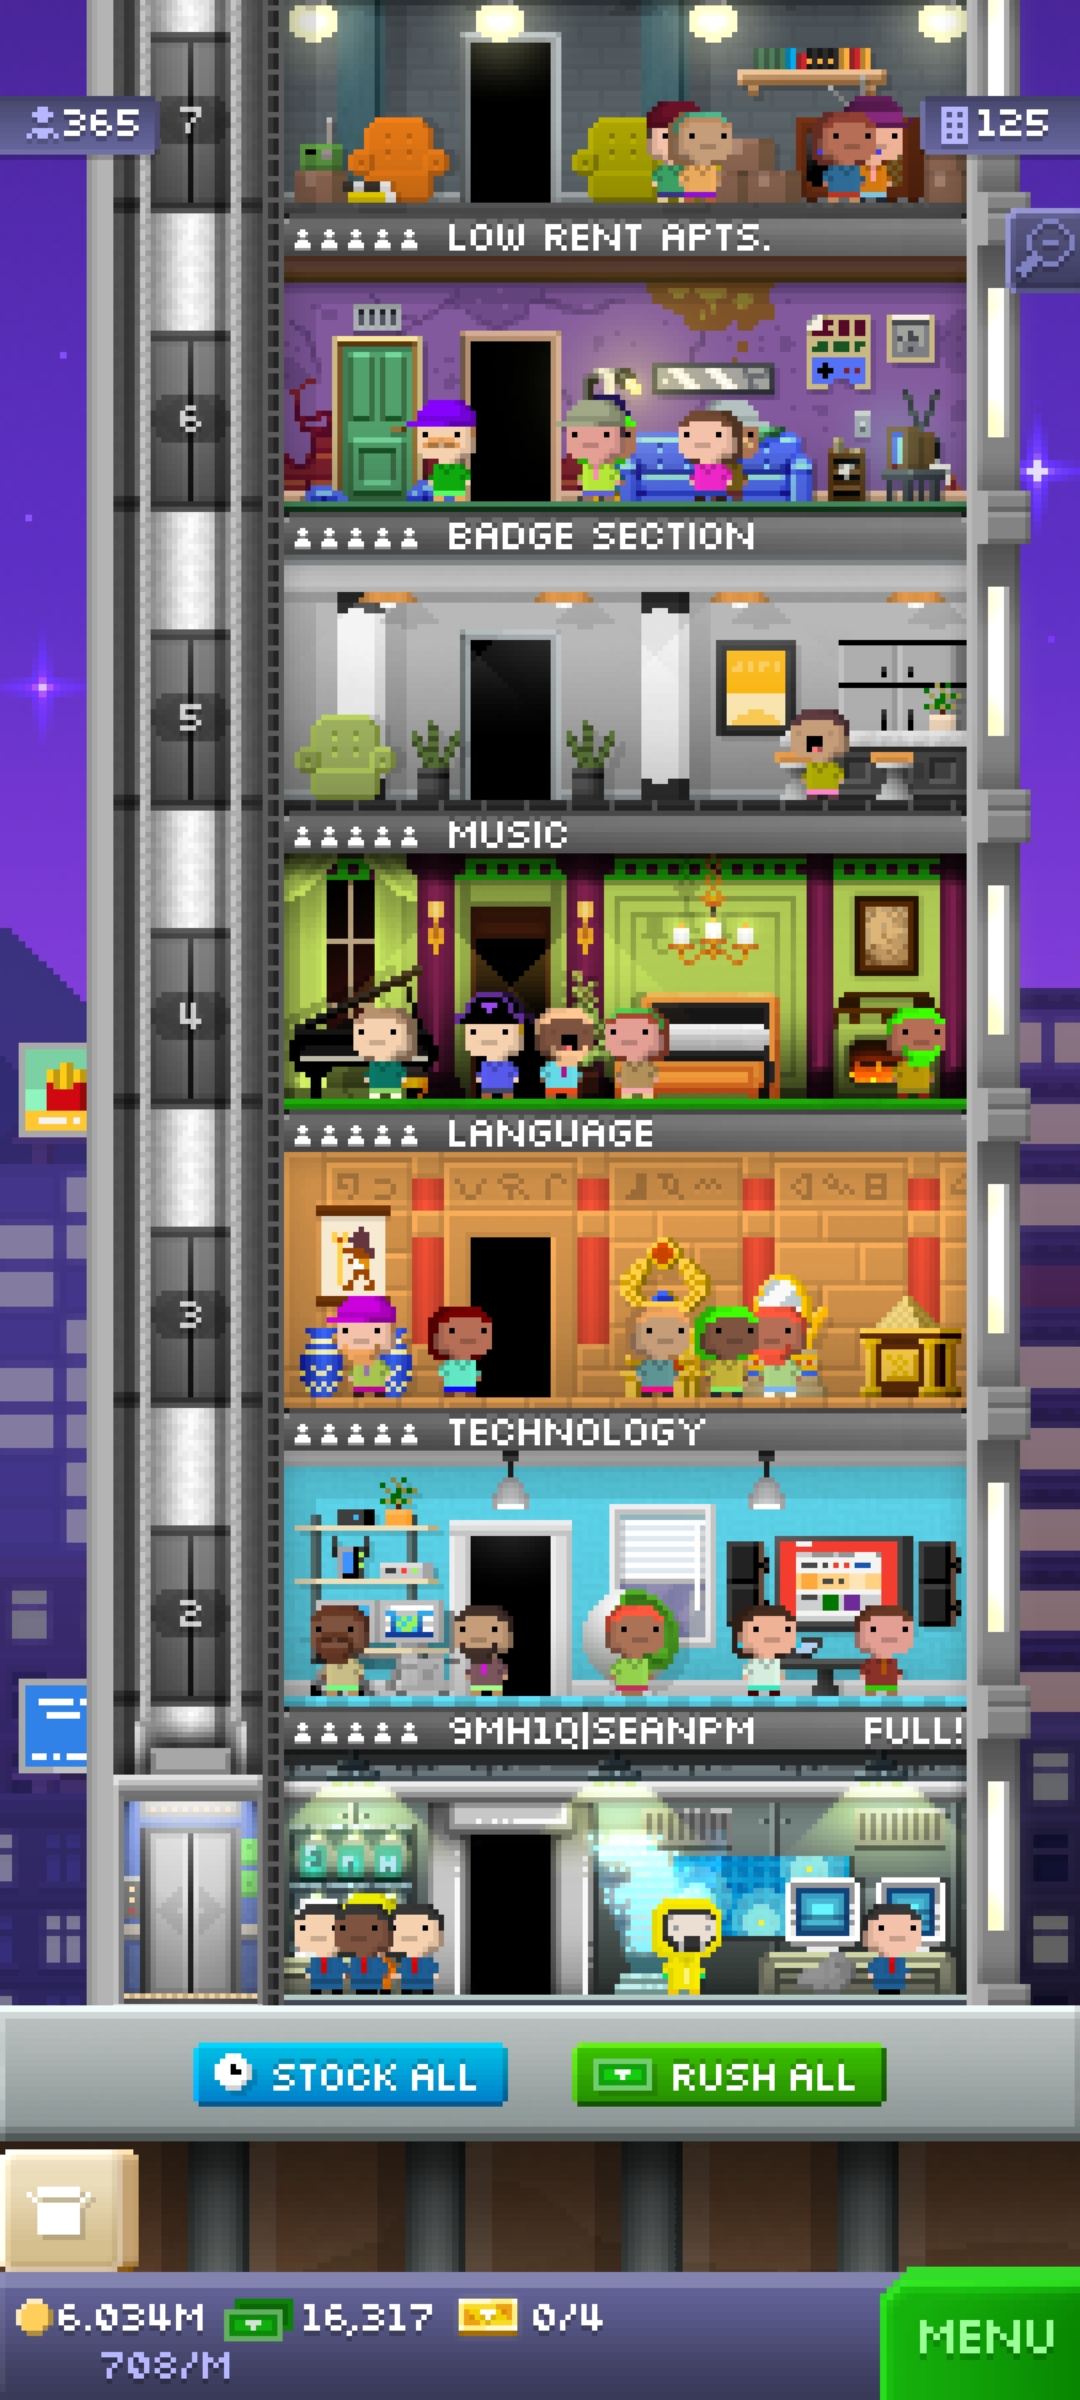 7
365
125
LOW RENT APTS.
6
BADGE SECTION
5
MUSIC
4
LANGUAGE
3
TECHNOLOGY
2
9MH1Q|SEANPM FULL!
STOCK ALL
RUSH ALL
6.034M 16,317 0/4
708/M
MENU